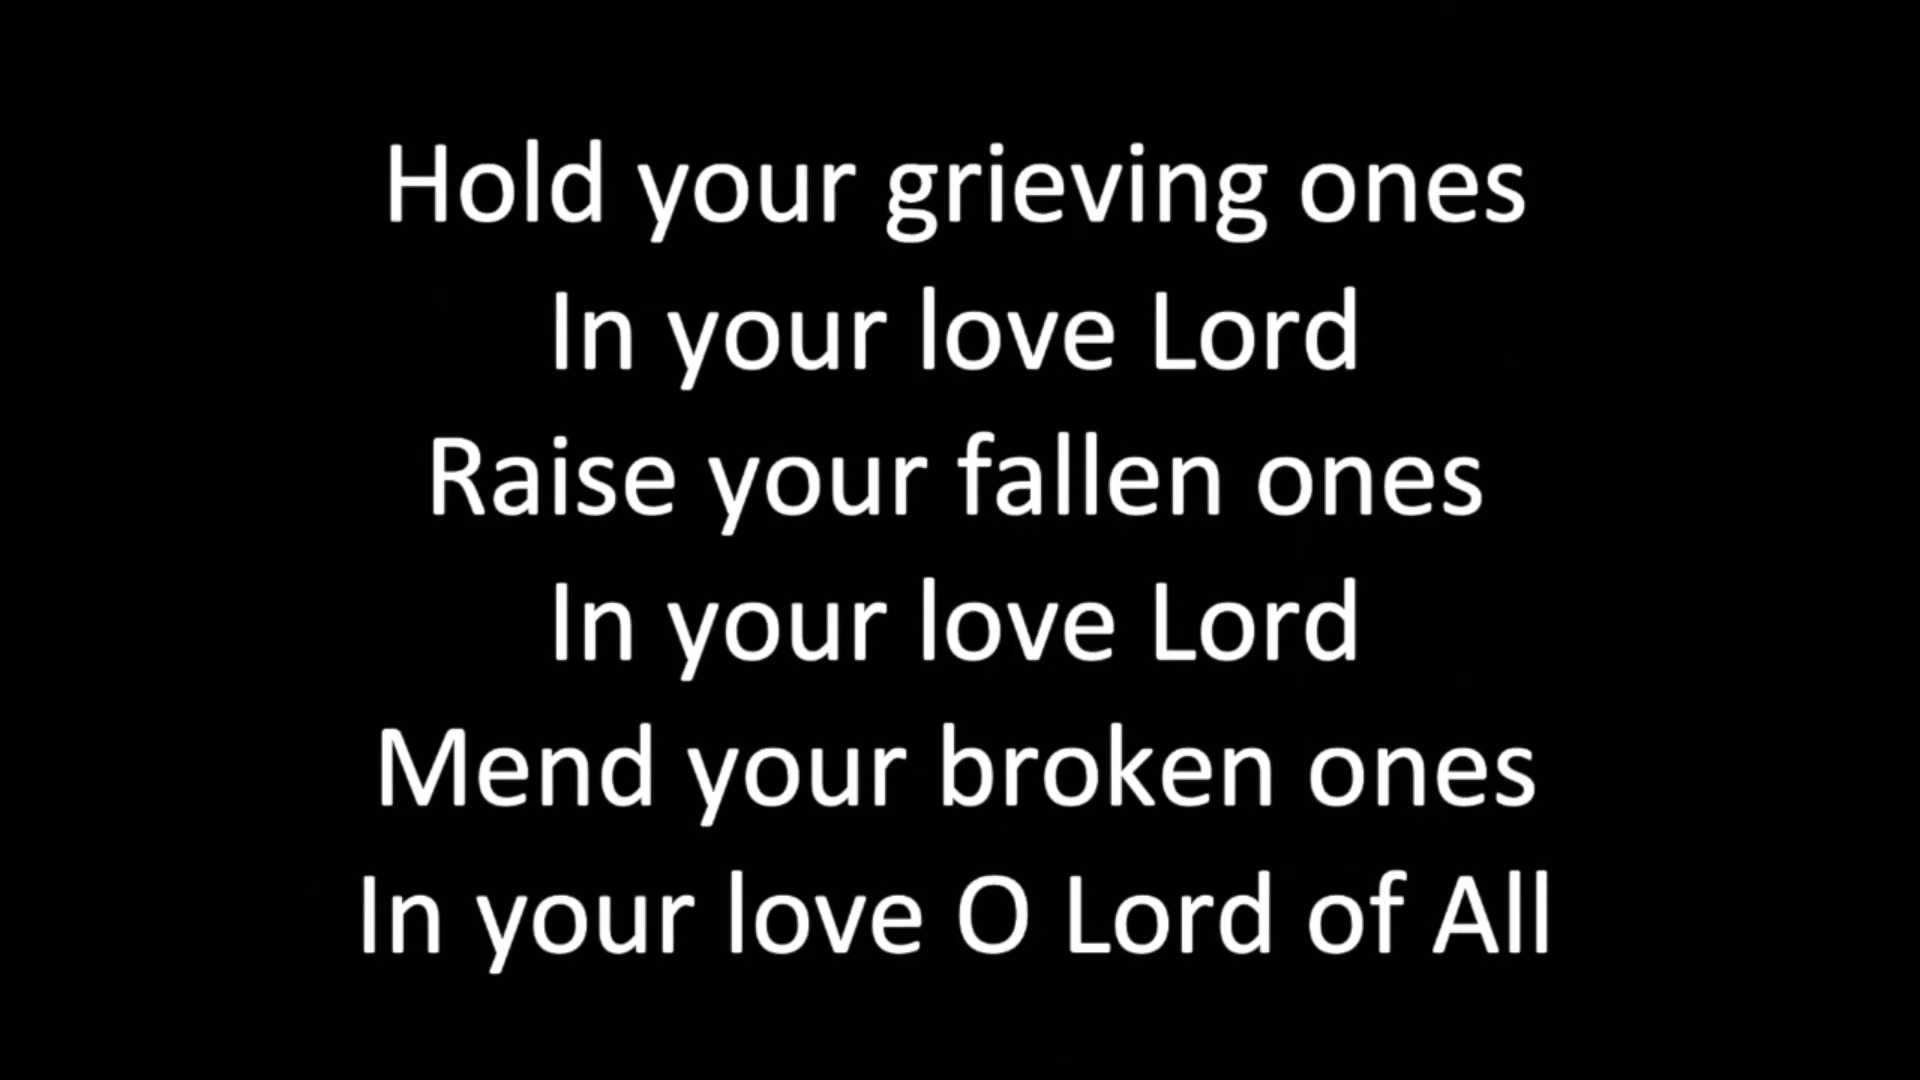 Hold your grieving ones
In your love Lord
Raise your fallen ones
In your love Lord
Mend your broken ones
In your love O Lord of All